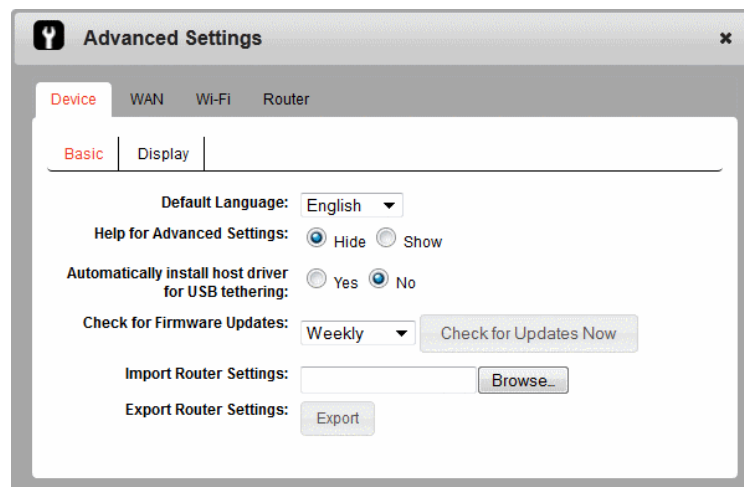 Advanced Settings
Device WAN Wi-Fi Router
Basic Display
Default Language: English
Help for Advanced Settings: Hide Show
Automatically install host driver
for USB tethering: Yes No
Check for Firmware Updates: Weekly Check for Updates Now
Import Router Settings: Browse…
Export Router Settings: Export